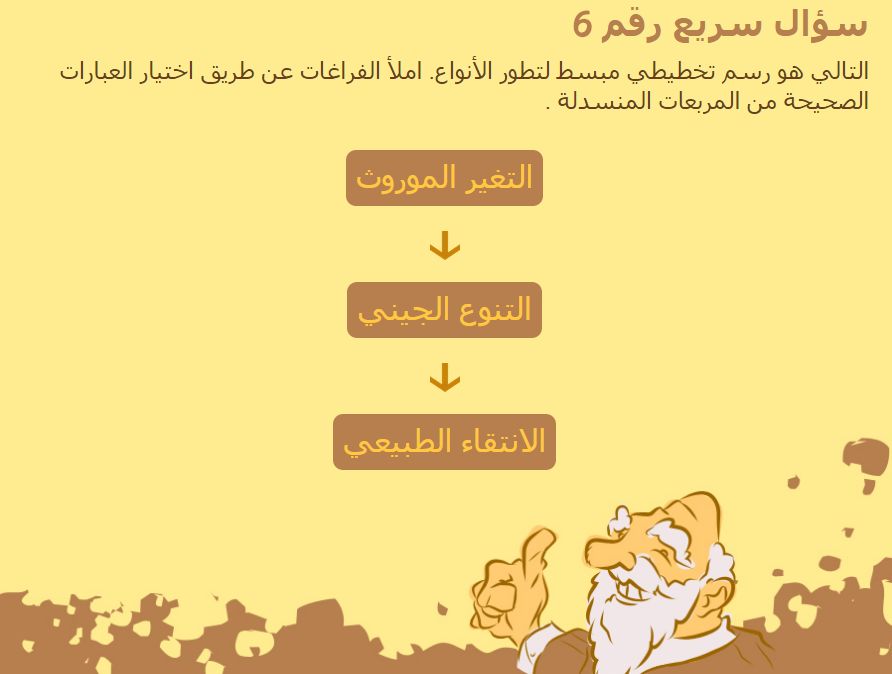 سؤال سريع رقم 6
التالي هو رسم تخطيطي مبسط لتطور الأنواع. املأ الفراغات عن طريق اختيار العبارات
الصحيحة من المربعات المنسدلة .
التغير الموروث
التنوع الجيني
الانتقاء الطبيعي